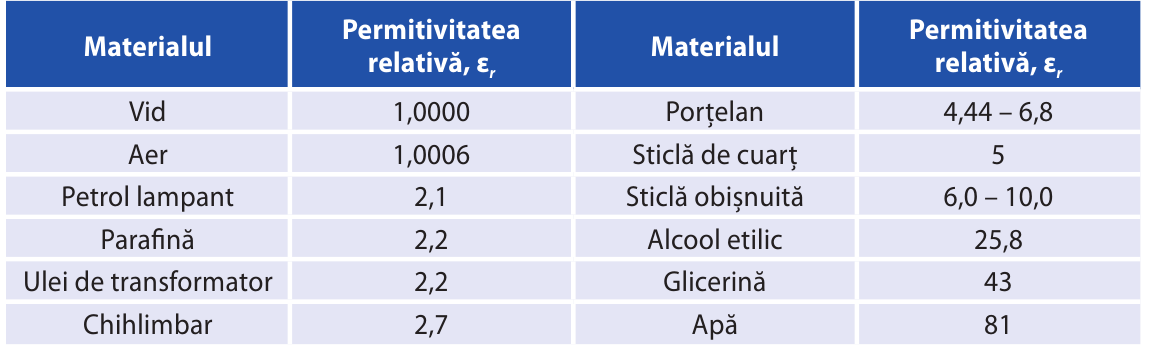 Materialul Permitivitatea relativă, εr Materialul Permitivitatea relativă, εr
Vid 1,0000 Porțelan 4,44 – 6,8
Aer 1,0006 Sticlă de cuarț 5
Petrol lampant 2,1 Sticlă obișnuită 6,0 – 10,0
Parafină 2,2 Alcool etilic 25,8
Ulei de transformator 2,2 Glicerină 43
Chihlimbar 2,7 Apă 81